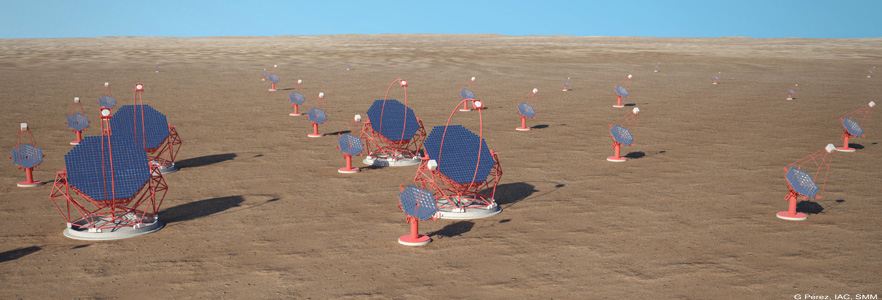 G Pérez, IAC, SMM